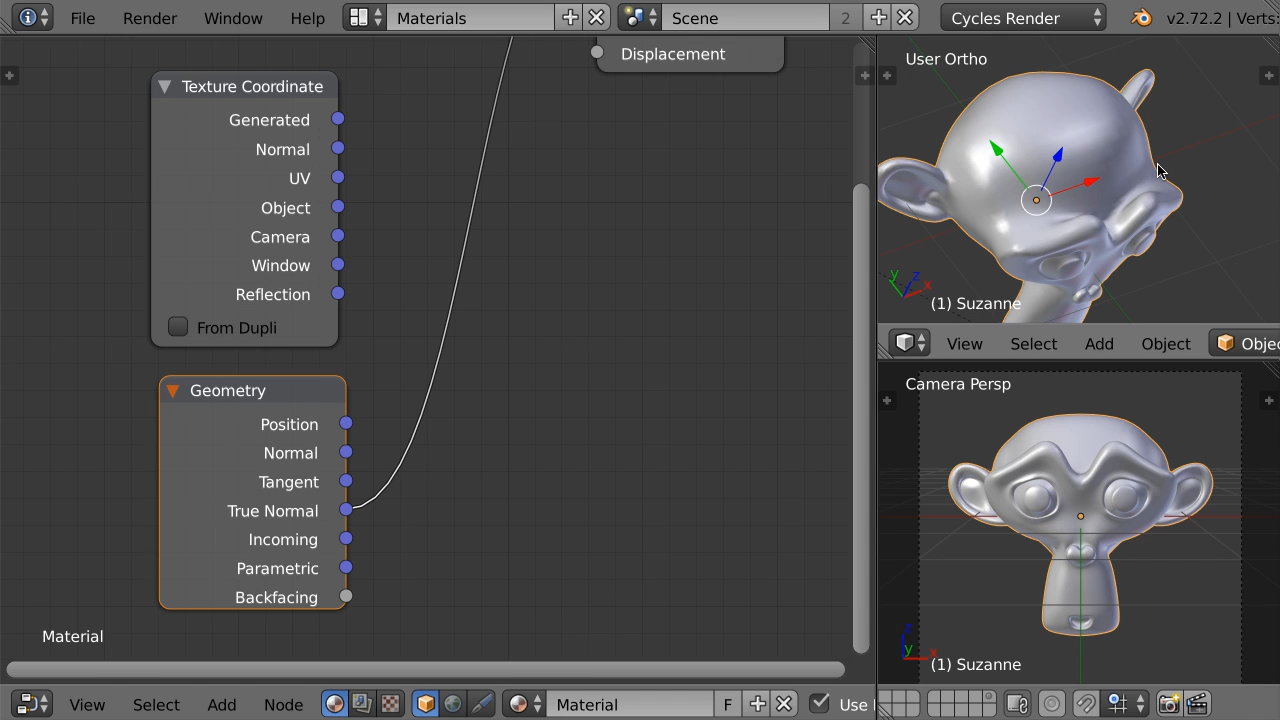 File Render Window Help Materials Scene 2 Cycles Render v2.72.2 | Verts:
Displacement
Texture Coordinate
Generated
Normal
UV
Object
Camera
Window
Reflection
From Dupli
Geometry
Position
Normal
Tangent
True Normal
Incoming
Parametric
Backfacing
Material
View Select Add Node Material F Use
User Ortho
y z x
(1) Suzanne
View Select Add Object Objec
Camera Persp
z
y x
(1) Suzanne